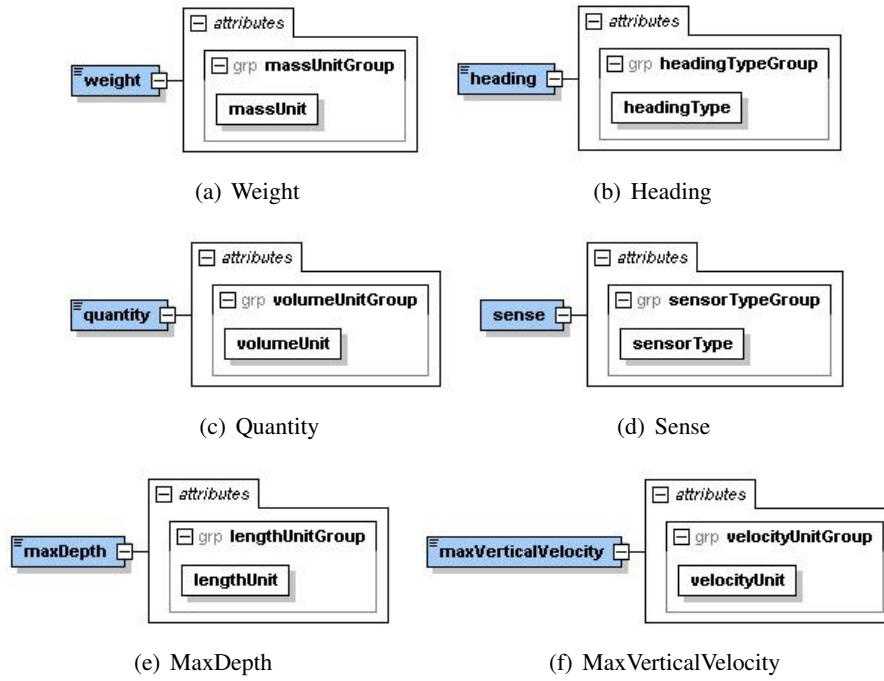 attributes
grp massUnitGroup
weight
massUnit
(a) Weight
attributes
grp headingTypeGroup
heading
headingType
(b) Heading
attributes
grp volumeUnitGroup
quantity
volumeUnit
(c) Quantity
attributes
grp sensorTypeGroup
sense
sensorType
(d) Sense
attributes
grp lengthUnitGroup
maxDepth
lengthUnit
(e) MaxDepth
attributes
grp velocityUnitGroup
maxVerticalVelocity
velocityUnit
(f) MaxVerticalVelocity